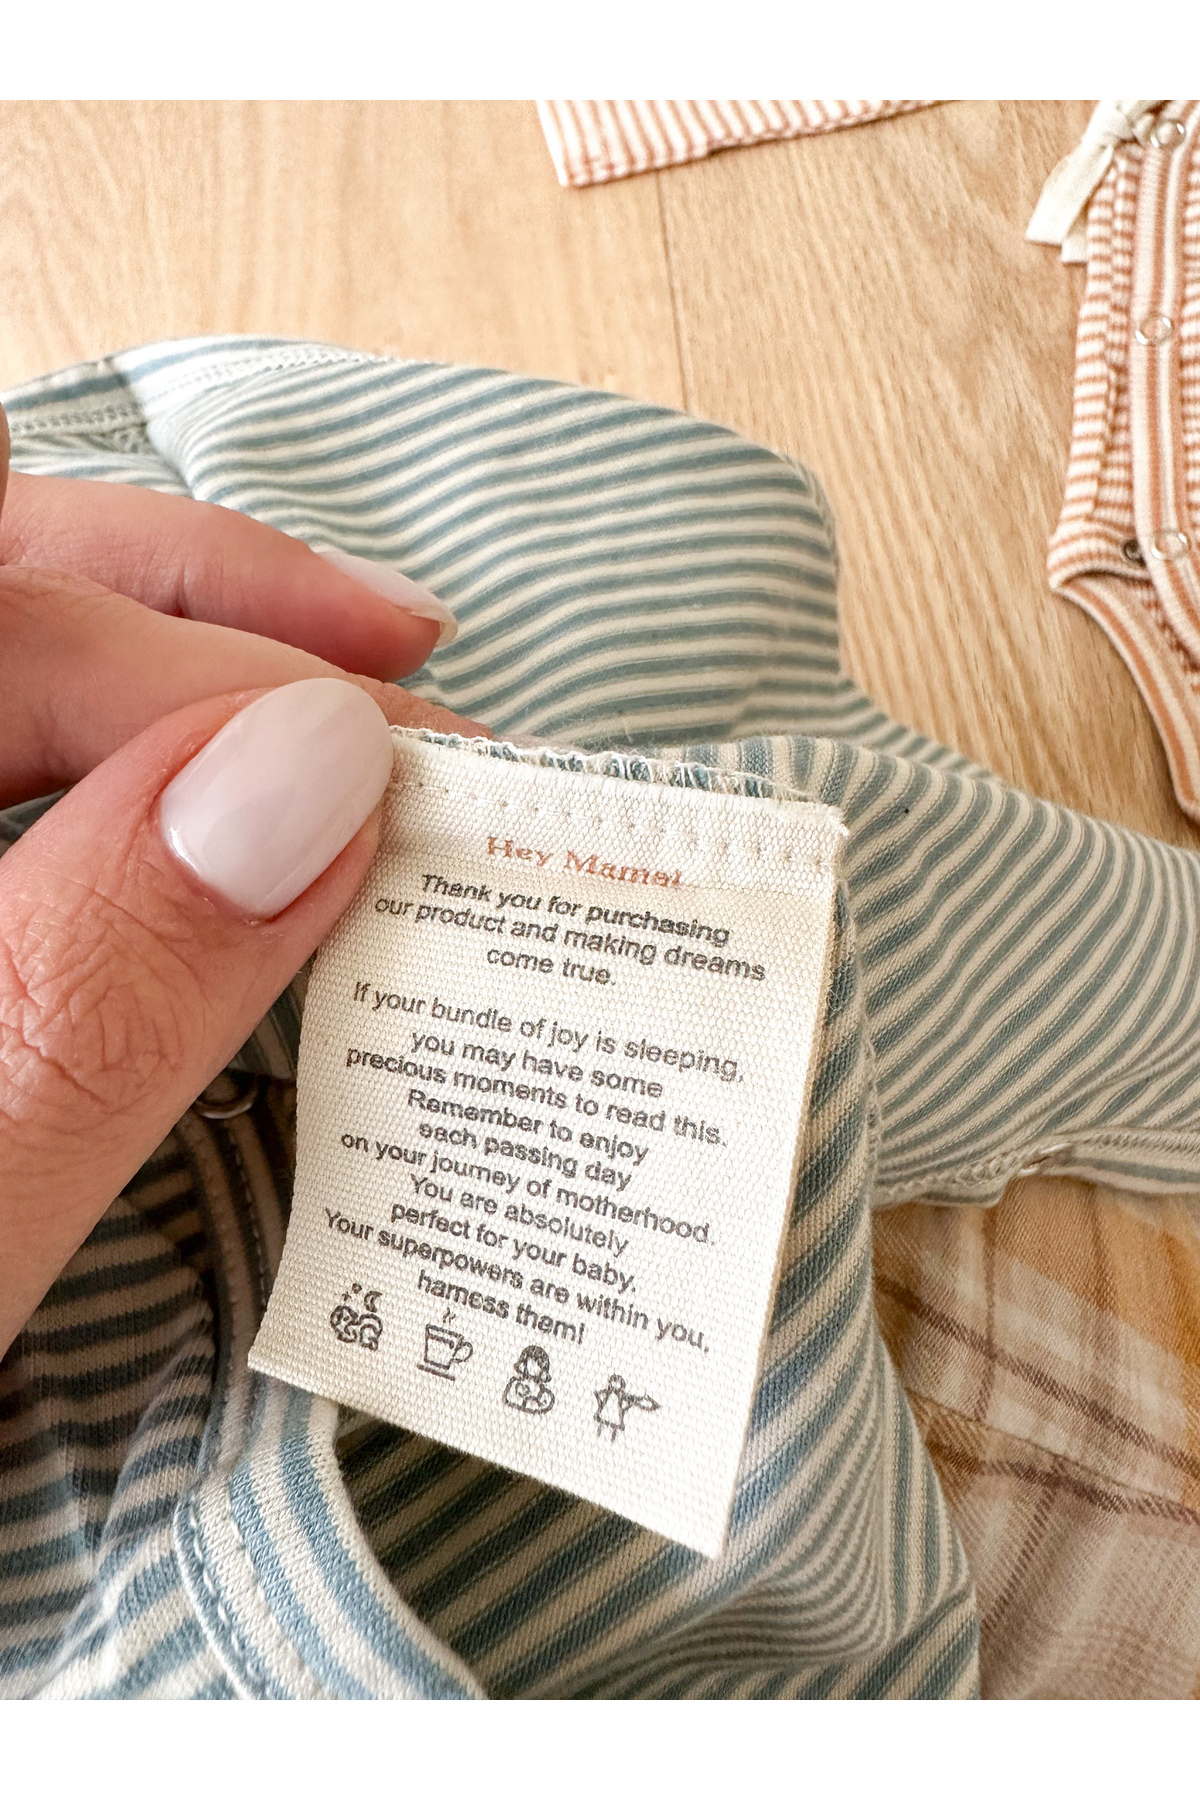 Hey Mama!
Thank you for purchasing
our product and making dreams
come true.
If your bundle of joy is sleeping,
you may have some
precious moments to read this.
Remember to enjoy
each passing day
on your journey of motherhood.
You are absolutely
perfect for your baby.
Your superpowers are within you,
harness them!